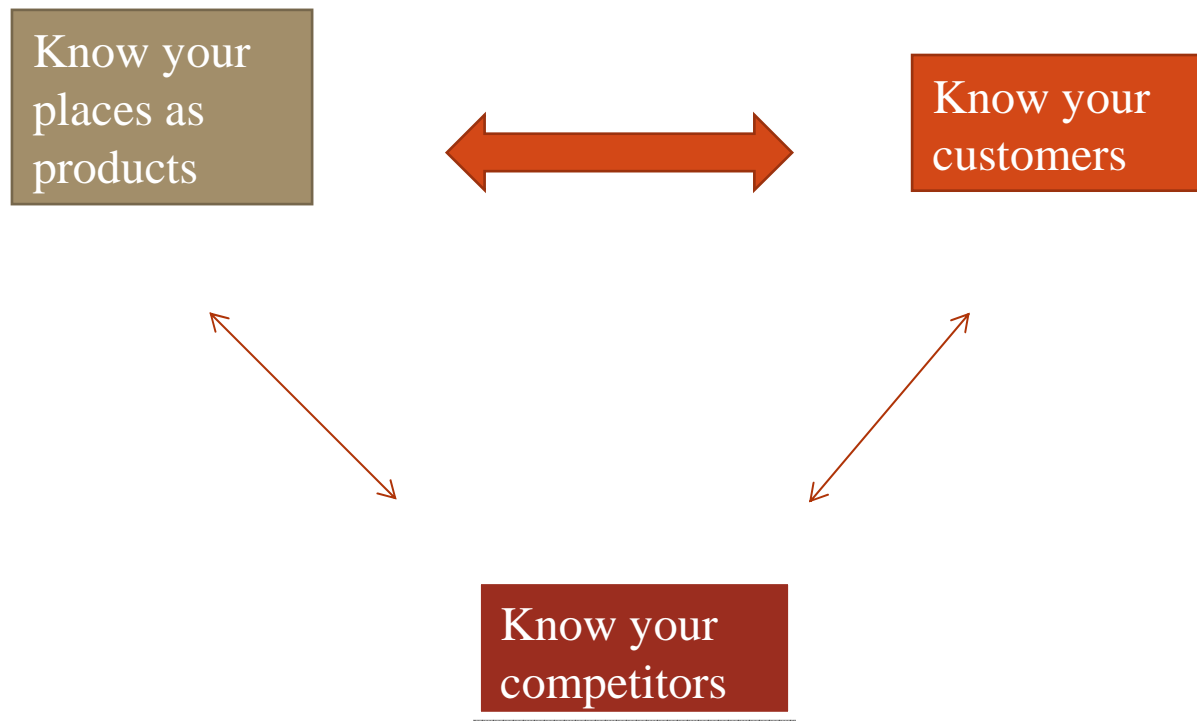 Know your
places as
products
Know your
customers
Know your
competitors